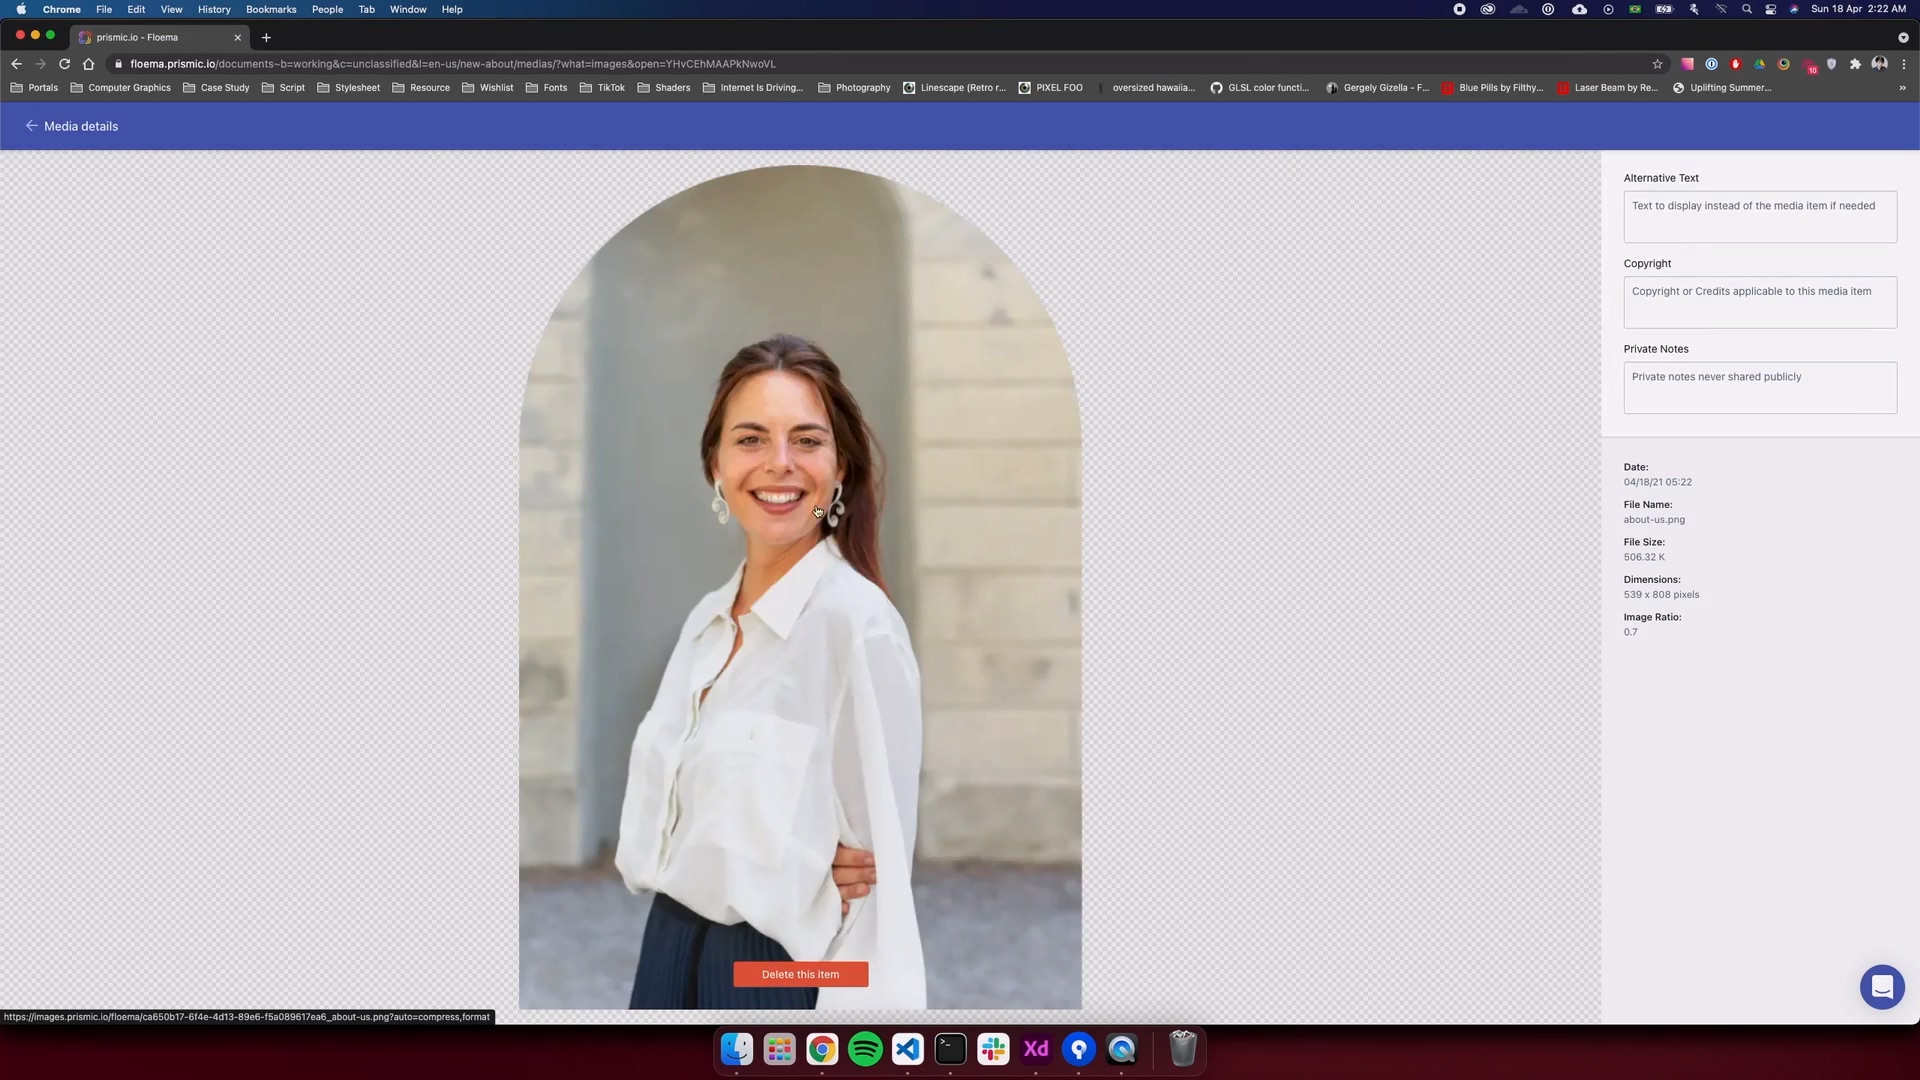 Chrome File Edit View History Bookmarks People Tab Window Help
Sun 18 Apr 2:22 AM
prismic.io - Floema
floema.prismic.io/documents~b=working&c=unclassified&l=en-us/new-about/medias/?what=images&open=YHvCEhMAAPkNwoVL
10
Portals Computer Graphics Case Study Script Stylesheet Resource Wishlist Fonts TikTok Shaders Internet Is Driving... Photography Linescape (Retro r... PIXEL FOO oversized hawaiia... GLSL color functi... Gergely Gizella - F... Blue Pills by Filthy... Laser Beam by Re... Uplifting Summer...
Media details
Alternative Text
Text to display instead of the media item if needed
Copyright
Copyright or Credits applicable to this media item
Private Notes
Private notes never shared publicly
Date:
04/18/21 05:22
File Name:
about-us.png
File Size:
506.32 K
Dimensions:
539 x 808 pixels
Image Ratio:
0.7
Delete this item
https://images.prismic.io/floema/ca650b17-6f4e-4d13-89e6-f5a089617ea6_about-us.png?auto=compress,format
Xd